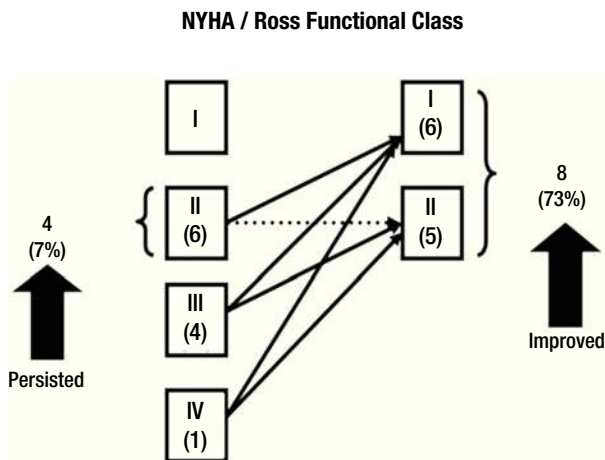 NYHA / Ross Functional Class
I
I
(6)
4
(7%)
II
(6)
II
(5)
8
(73%)
III
(4)
Persisted
Improved
IV
(1)